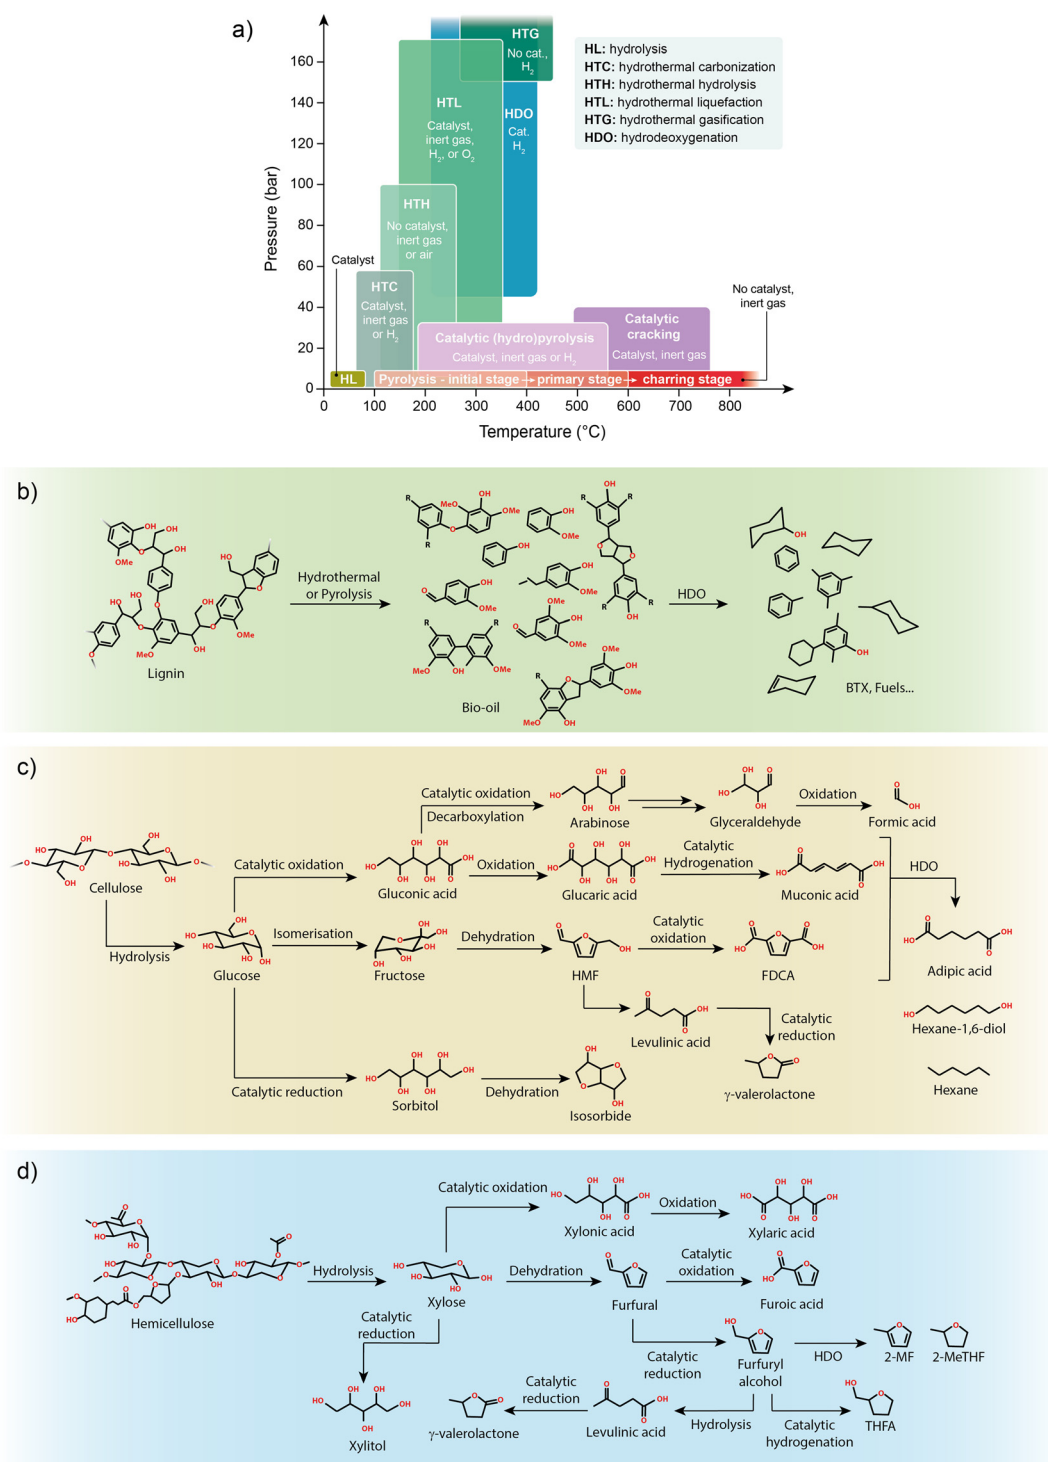 a)
HL: hydrolysis
HTC: hydrothermal carbonization
HTH: hydrothermal hydrolysis
HTL: hydrothermal liquefaction
HTG: hydrothermal gasification
HDO: hydrodeoxygenation
Pressure (bar)
160
140
120
100
80
60
40
20
0
HTG
No cat.,
H2
HTL
Catalyst,
inert gas,
H2, or O2
HDO
Cat.
H2
HTH
No catalyst,
inert gas
or air
Catalyst
HTC
Catalyst,
inert gas
or H2
No catalyst,
inert gas
Catalytic (hydro)pyrolysis
Catalyst, inert gas or H2
Catalytic
cracking
Catalyst, inert gas
HL
Pyrolysis - initial stage → primary stage → charring stage
0 100 200 300 400 500 600 700 800
Temperature (°C)
b)
Lignin
Hydrothermal
or Pyrolysis
Bio-oil
HDO
BTX, Fuels...
c)
Catalytic oxidation
Decarboxylation
Arabinose
Glyceraldehyde
Oxidation
Formic acid
Cellulose
Catalytic oxidation
Gluconic acid
Oxidation
Glucaric acid
Catalytic
Hydrogenation
Muconic acid
HDO
Hydrolysis
Glucose
Isomerisation
Fructose
Dehydration
HMF
Catalytic
oxidation
FDCA
Adipic acid
Levulinic acid
Catalytic
reduction
γ-valerolactone
Hexane-1,6-diol
Hexane
Catalytic reduction
Sorbitol
Dehydration
Isosorbide
d)
Catalytic oxidation
Xylonic acid
Oxidation
Xylaric acid
Hemicellulose
Hydrolysis
Xylose
Dehydration
Furfural
Catalytic
oxidation
Furoic acid
Catalytic
reduction
Xylitol
Catalytic
reduction
Furfuryl
alcohol
HDO
2-MF
2-MeTHF
Catalytic
reduction
γ-valerolactone
Levulinic acid
Hydrolysis
Catalytic
hydrogenation
THFA